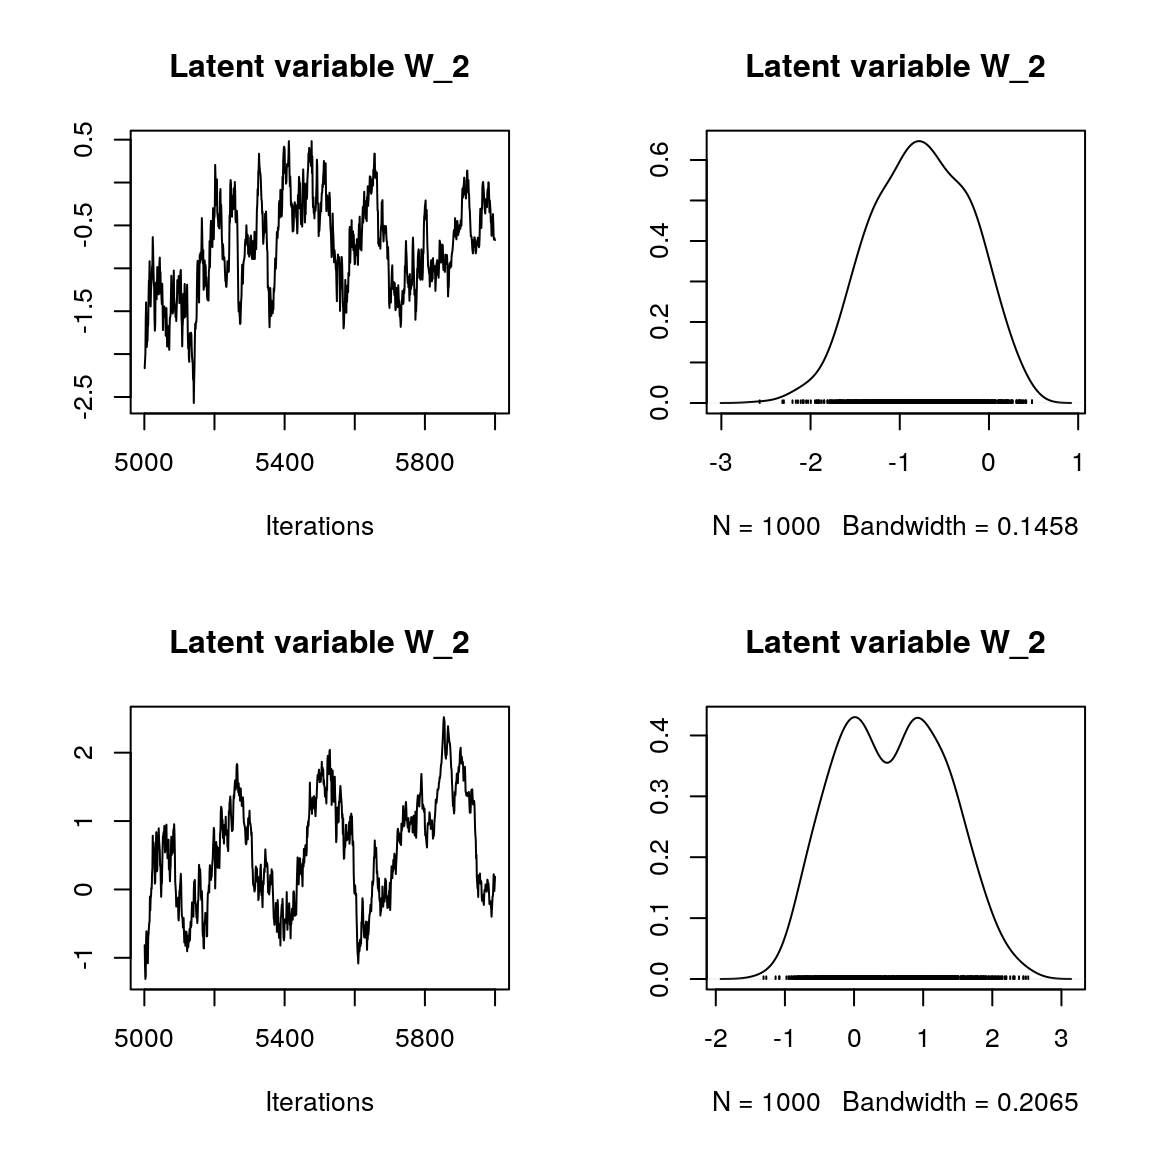 Latent variable W_2
Latent variable W_2
0.5
-0.5
-1.5
-2.5
5000 5400 5800
Iterations
0.6
0.4
0.2
0.0
-3 -2 -1 0 1
N = 1000 Bandwidth = 0.1458
Latent variable W_2
Latent variable W_2
2
1
0
-1
5000 5400 5800
Iterations
0.4
0.3
0.2
0.1
0.0
-2 -1 0 1 2 3
N = 1000 Bandwidth = 0.2065